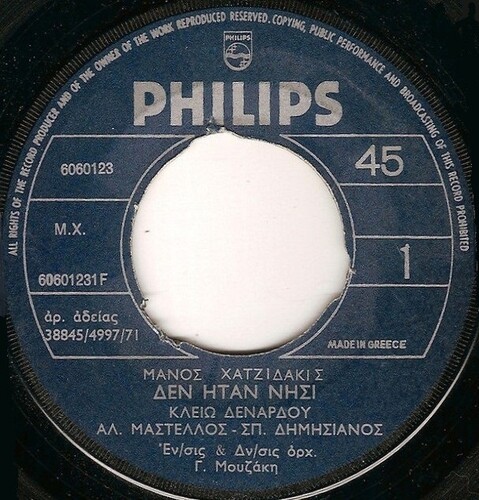 ALL RIGHTS OF THE RECORD PRODUCER AND OF THE OWNER OF THE WORK REPRODUCED RESERVED. COPYING, PUBLIC PERFORMANCE AND BROADCASTING OF THIS RECORD PROHIBITED
PHILIPS
PHILIPS
6060123
45
M.X.
60601231F
1
ἀρ. ἀδείας
38845/4997/71
MADE IN GREECE
ΜΑΝΟΣ ΧΑΤΖΙΔΑΚΙΣ
ΔΕΝ ΗΤΑΝ ΝΗΣΙ
ΚΛΕΙΩ ΔΕΝΑΡΔΟΥ
ΑΛ. ΜΑΣΤΕΛΛΟΣ - ΣΠ. ΔΗΜΗΣΙΑΝΟΣ
Ἐν/σις & Δν/σις ὀρχ.
Γ. Μουζάκη